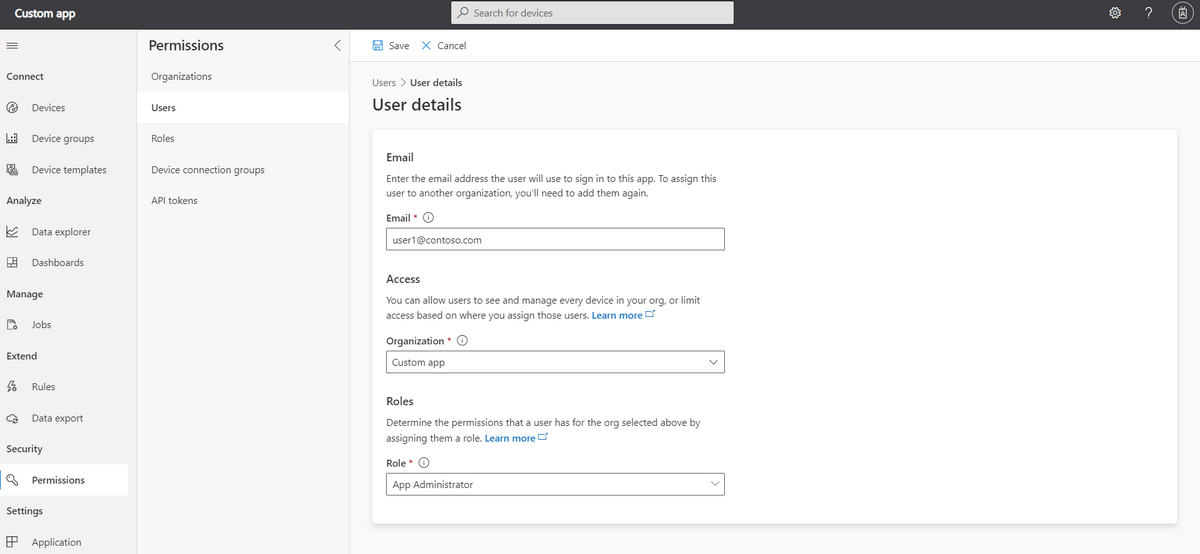 Custom app
Search for devices
?
Connect
Devices
Device groups
Device templates
Analyze
Data explorer
Dashboards
Manage
Jobs
Extend
Rules
Data export
Security
Permissions
Settings
Application
Permissions
Organizations
Users
Roles
Device connection groups
API tokens
Save
Cancel
Users > User details
User details
Email
Enter the email address the user will use to sign in to this app. To assign this
user to another organization, you'll need to add them again.
Email *
user1@contoso.com
Access
You can allow users to see and manage every device in your org, or limit
access based on where you assign those users. Learn more
Organization *
Custom app
Roles
Determine the permissions that a user has for the org selected above by
assigning them a role. Learn more
Role *
App Administrator